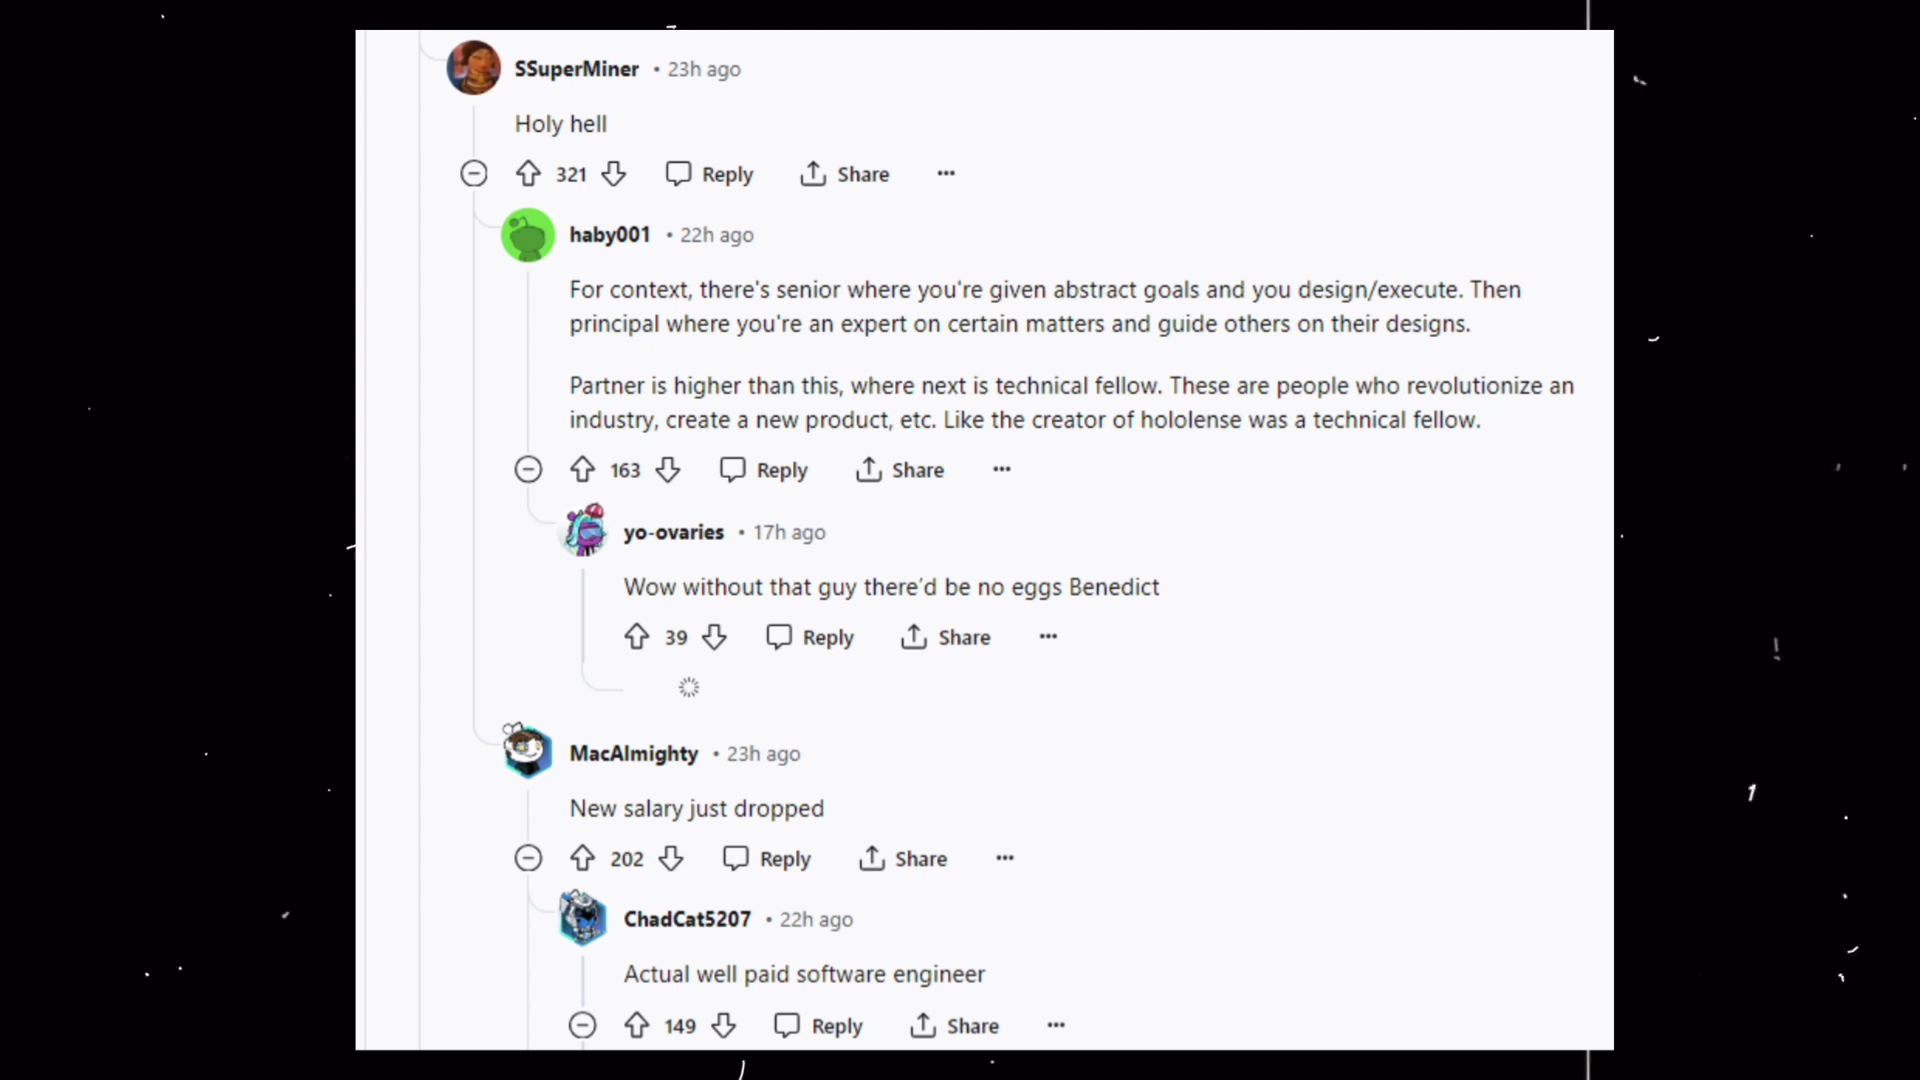 SSuperMiner • 23h ago
Holy hell
321 Reply Share ...
haby001 • 22h ago
For context, there's senior where you're given abstract goals and you design/execute. Then
principal where you're an expert on certain matters and guide others on their designs.
Partner is higher than this, where next is technical fellow. These are people who revolutionize an
industry, create a new product, etc. Like the creator of hololense was a technical fellow.
163 Reply Share ...
yo-ovaries • 17h ago
Wow without that guy there'd be no eggs Benedict
39 Reply Share ...
MacAlmighty • 23h ago
New salary just dropped
202 Reply Share ...
ChadCat5207 • 22h ago
Actual well paid software engineer
149 Reply Share ...